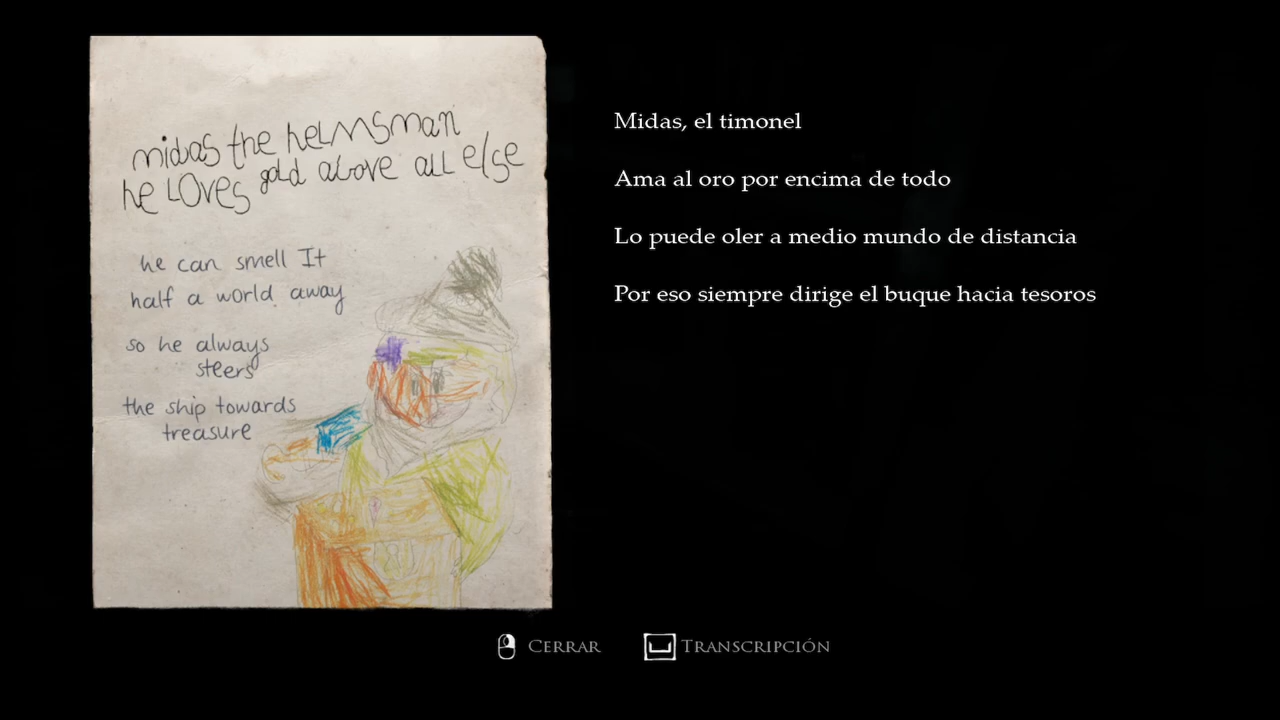 midas the helmsman
he loves gold above all else
he can smell It
half a world away
so he always
steers
the ship towards
treasure
Midas, el timonel
Ama al oro por encima de todo
Lo puede oler a medio mundo de distancia
Por eso siempre dirige el buque hacia tesoros
Cerrar
Transcripción